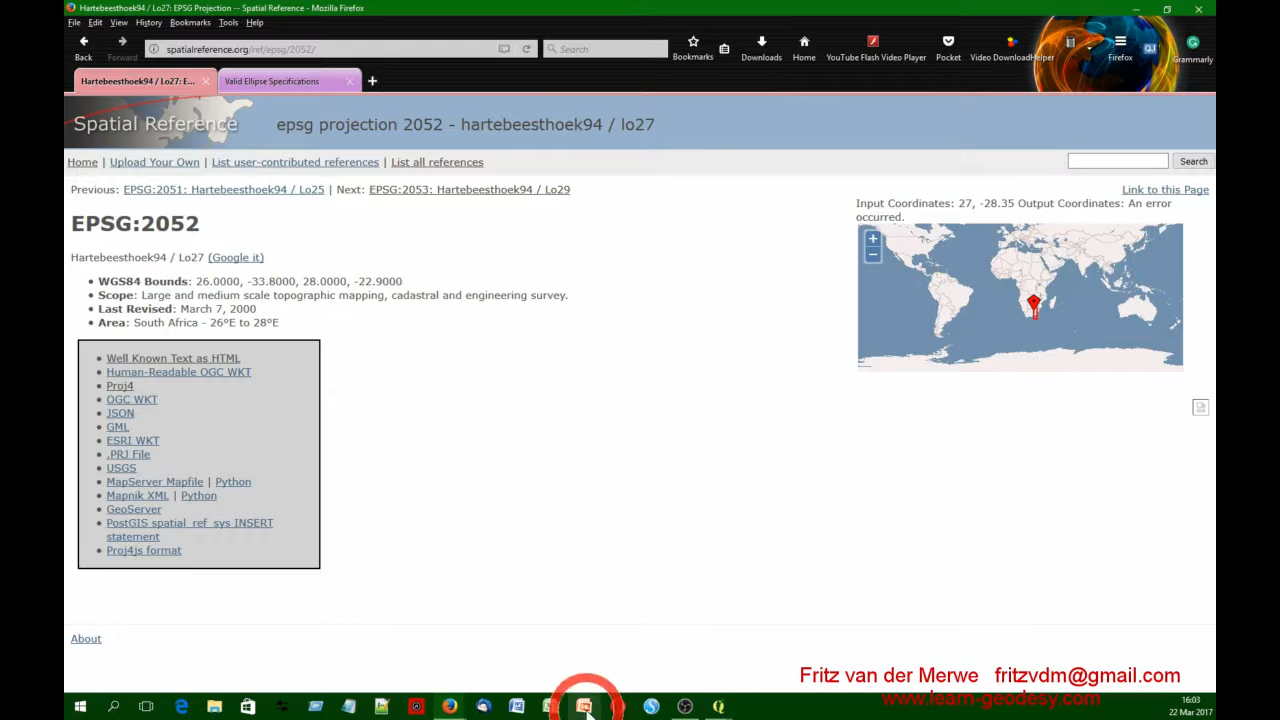 Hartebeesthoek94 / Lo27: EPSG Projection -- Spatial Reference - Mozilla Firefox
File Edit View History Bookmarks Tools Help
Back Forward spatialreference.org/ref/epsg/2052/ Search Bookmarks Downloads Home YouTube Flash Video Player Pocket Video DownloadHelper Firefox Grammarly
Hartebeesthoek94 / Lo27: E... Valid Ellipse Specifications
Spatial Reference epsg projection 2052 - hartebeesthoek94 / lo27
Home | Upload Your Own | List user-contributed references | List all references Search
Previous: EPSG:2051: Hartebeesthoek94 / Lo25 | Next: EPSG:2053: Hartebeesthoek94 / Lo29 Link to this Page
Input Coordinates: 27, -28.35 Output Coordinates: An error
occurred.
EPSG:2052
Hartebeesthoek94 / Lo27 (Google it)
WGS84 Bounds: 26.0000, -33.8000, 28.0000, -22.9000
Scope: Large and medium scale topographic mapping, cadastral and engineering survey.
Last Revised: March 7, 2000
Area: South Africa - 26°E to 28°E
+
−
Well Known Text as HTML
Human-Readable OGC WKT
Proj4
OGC WKT
JSON
GML
ESRI WKT
.PRJ File
USGS
MapServer Mapfile | Python
Mapnik XML | Python
GeoServer
PostGIS spatial_ref_sys INSERT
statement
Proj4js format
About
Fritz van der Merwe fritzvdm@gmail.com
www.learn-geodesy.com
16:03
22 Mar 2017